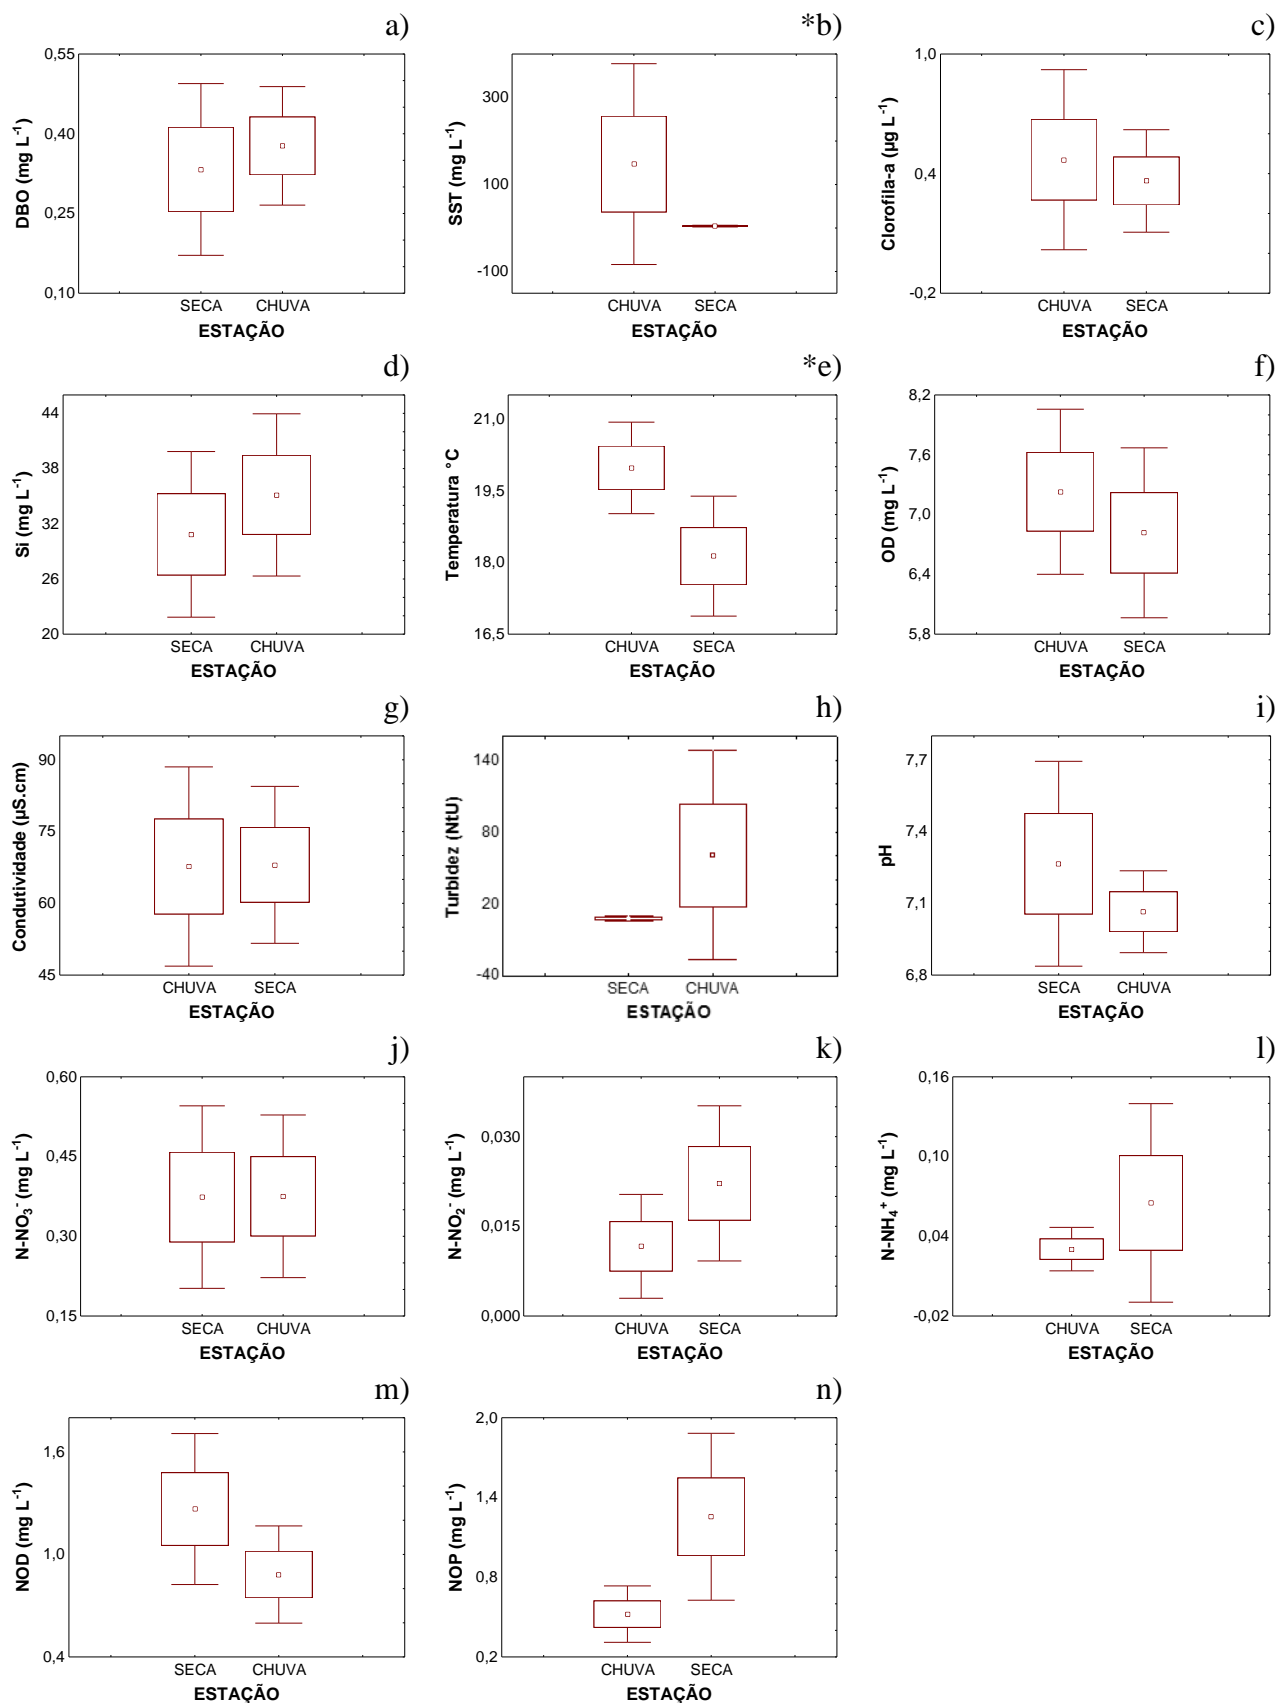 a)
DBO (mg L⁻¹)
0,55
0,40
0,25
0,10
SECA CHUVA
ESTAÇÃO
*b)
SST (mg L⁻¹)
300
100
-100
CHUVA SECA
ESTAÇÃO
c)
Clorofila-a (µg L⁻¹)
1,0
0,4
-0,2
CHUVA SECA
ESTAÇÃO
d)
Si (mg L⁻¹)
44
38
32
26
20
SECA CHUVA
ESTAÇÃO
*e)
Temperatura °C
21,0
19,5
18,0
16,5
CHUVA SECA
ESTAÇÃO
f)
OD (mg L⁻¹)
8,2
7,6
7,0
6,4
5,8
CHUVA SECA
ESTAÇÃO
g)
Condutividade (µS.cm)
90
75
60
45
CHUVA SECA
ESTAÇÃO
h)
Turbidez (NtU)
140
80
20
-40
SECA CHUVA
ESTAÇÃO
i)
pH
7,7
7,4
7,1
6,8
SECA CHUVA
ESTAÇÃO
j)
N-NO₃⁻ (mg L⁻¹)
0,60
0,45
0,30
0,15
SECA CHUVA
ESTAÇÃO
k)
N-NO₂⁻ (mg L⁻¹)
0,030
0,015
0,000
CHUVA SECA
ESTAÇÃO
l)
N-NH₄⁺ (mg L⁻¹)
0,16
0,10
0,04
-0,02
CHUVA SECA
ESTAÇÃO
m)
NOD (mg L⁻¹)
1,6
1,0
0,4
SECA CHUVA
ESTAÇÃO
n)
NOP (mg L⁻¹)
2,0
1,4
0,8
0,2
CHUVA SECA
ESTAÇÃO